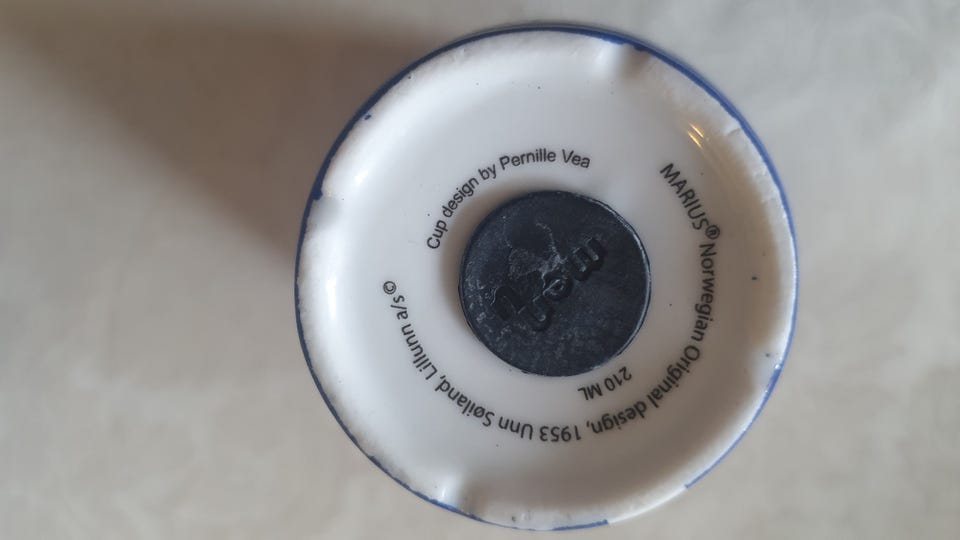 Cup design by Pernille Vea
MARIUS® Norwegian Original design, 1953 Unn Søiland, Lillunn a/s ©
210 ML